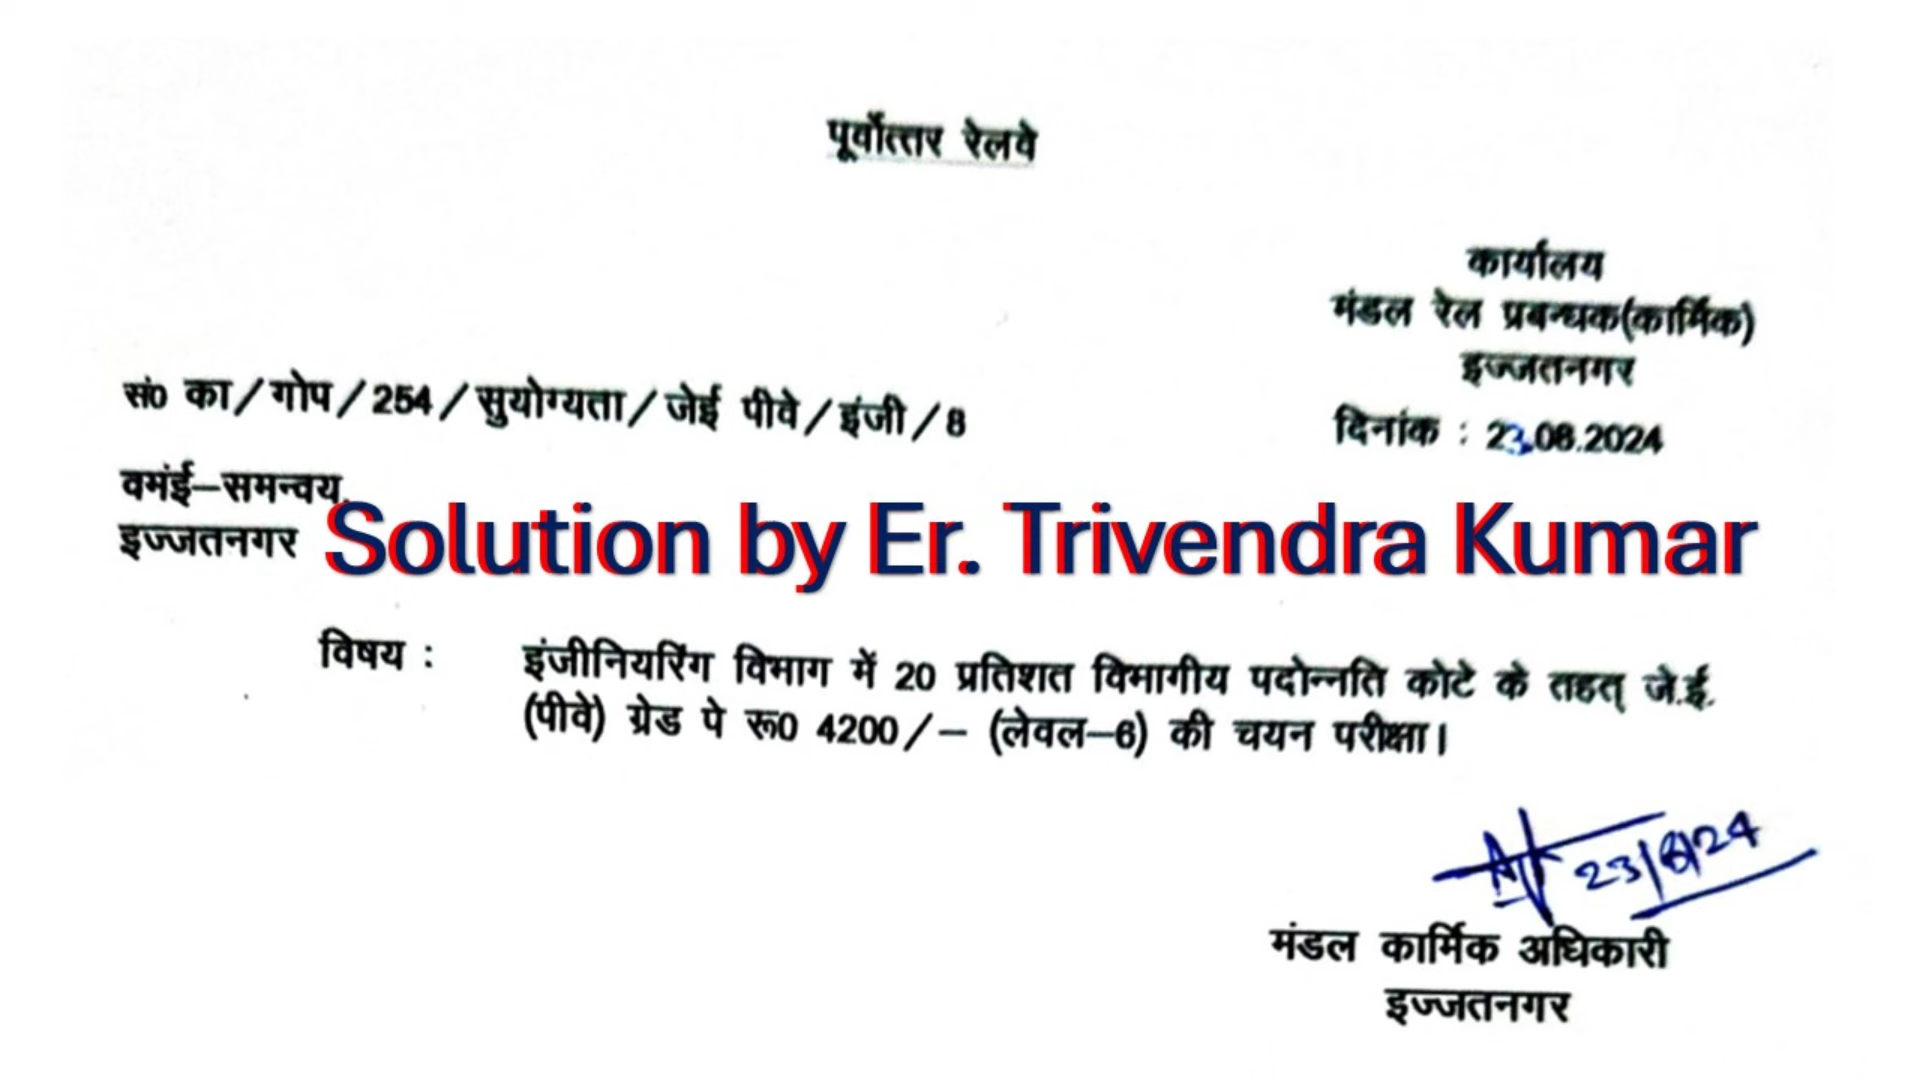 पूर्वोत्तर रेलवे
कार्यालय
मंडल रेल प्रबन्धक(कार्मिक)
इज्जतनगर
सं0 का/गोप/254/सुयोग्यता/जेई पीवे/इंजी/8
दिनांक : 23.08.2024
वमंई–समन्वय,
इज्जतनगर
Solution by Er. Trivendra Kumar
विषय : इंजीनियरिंग विभाग में 20 प्रतिशत विभागीय पदोन्नति कोटे के तहत् जे.ई.
(पीवे) ग्रेड पे रू0 4200/– (लेवल–6) की चयन परीक्षा।
23/8/24
मंडल कार्मिक अधिकारी
इज्जतनगर